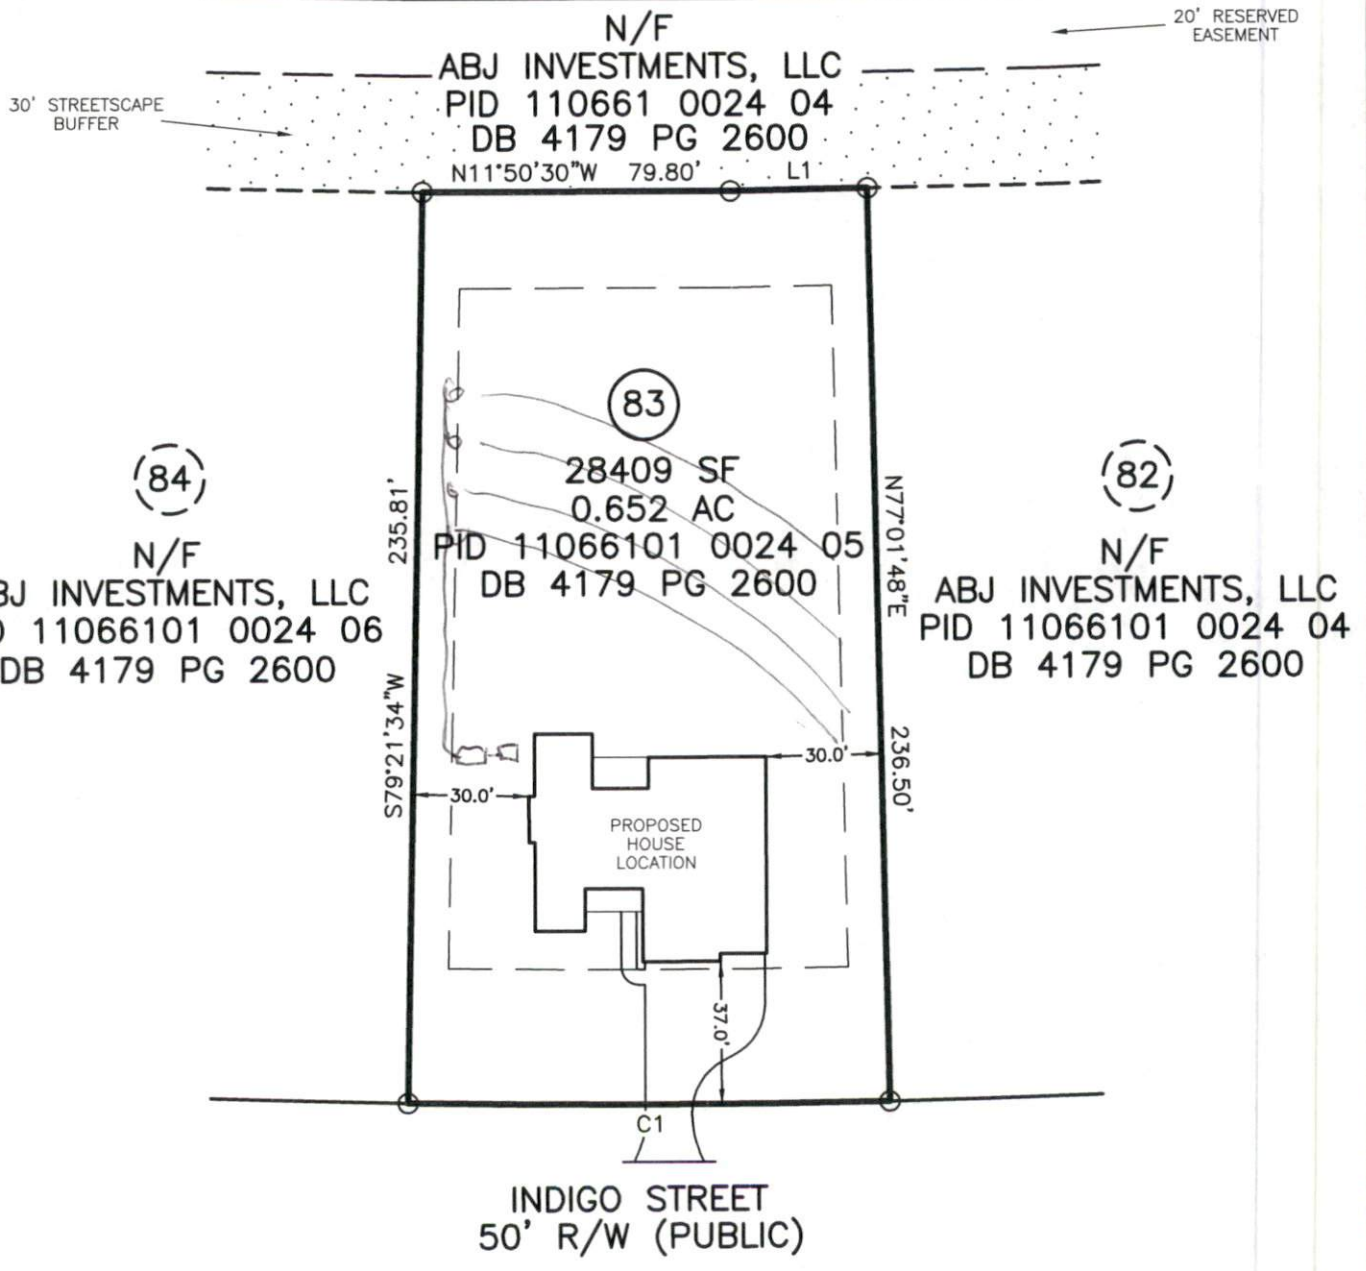 20' RESERVED
EASEMENT
N/F
ABJ INVESTMENTS, LLC
PID 110661 0024 04
DB 4179 PG 2600
30' STREETSCAPE
BUFFER
N11°50'30"W 79.80' L1
83
28409 SF
0.652 AC
PID 11066101 0024 05
DB 4179 PG 2600
84
N/F
BJ INVESTMENTS, LLC
11066101 0024 06
DB 4179 PG 2600
82
N/F
ABJ INVESTMENTS, LLC
PID 11066101 0024 04
DB 4179 PG 2600
235.81'
S79°21'34"W
N77°01'48"E
236.50'
30.0'
30.0'
PROPOSED
HOUSE
LOCATION
37.0'
C1
INDIGO STREET
50' R/W (PUBLIC)